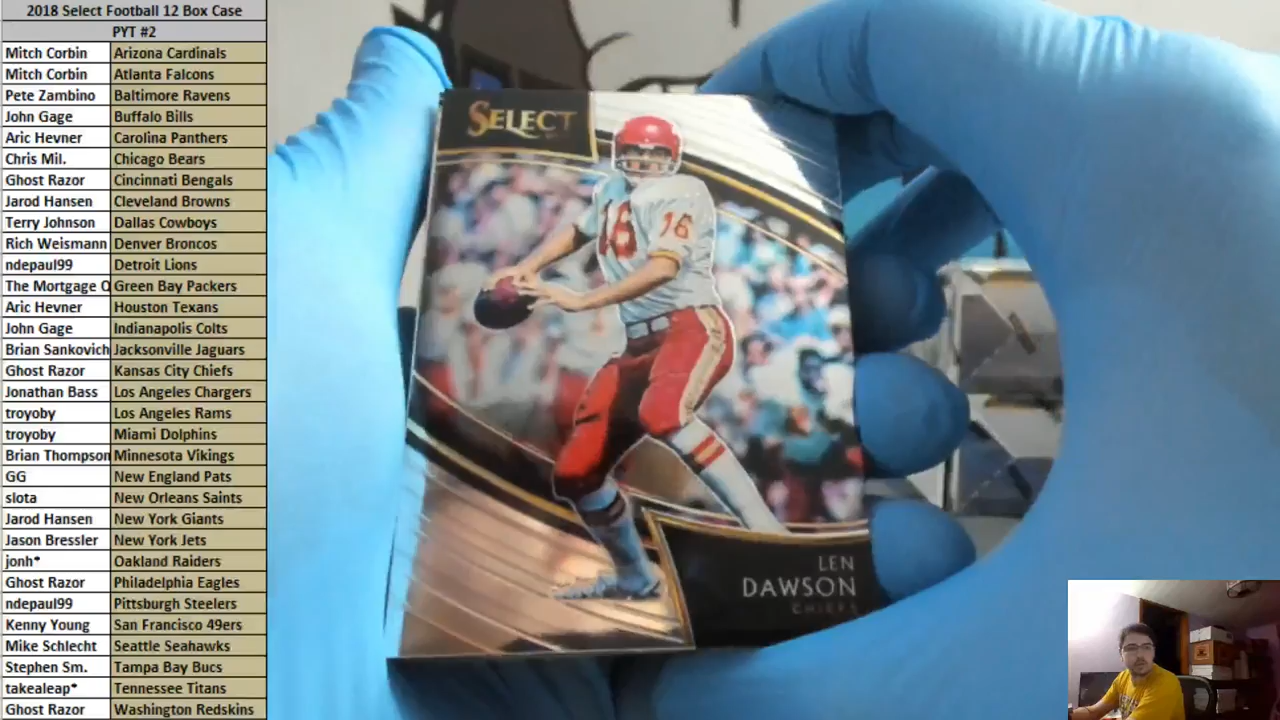 2018 Select Football 12 Box Case
PYT #2
Mitch Corbin Arizona Cardinals
Mitch Corbin Atlanta Falcons
Pete Zambino Baltimore Ravens
John Gage Buffalo Bills
Aric Hevner Carolina Panthers
Chris Mil. Chicago Bears
Ghost Razor Cincinnati Bengals
Jarod Hansen Cleveland Browns
Terry Johnson Dallas Cowboys
Rich Weismann Denver Broncos
ndepaul99 Detroit Lions
The Mortgage Q Green Bay Packers
Aric Hevner Houston Texans
John Gage Indianapolis Colts
Brian Sankovich Jacksonville Jaguars
Ghost Razor Kansas City Chiefs
Jonathan Bass Los Angeles Chargers
troyoby Los Angeles Rams
troyoby Miami Dolphins
Brian Thompson Minnesota Vikings
GG New England Pats
slota New Orleans Saints
Jarod Hansen New York Giants
Jason Bressler New York Jets
jonh* Oakland Raiders
Ghost Razor Philadelphia Eagles
ndepaul99 Pittsburgh Steelers
Kenny Young San Francisco 49ers
Mike Schlecht Seattle Seahawks
Stephen Sm. Tampa Bay Bucs
takealeap* Tennessee Titans
Ghost Razor Washington Redskins
SELECT
16
16
LEN
DAWSON
CHIEFS